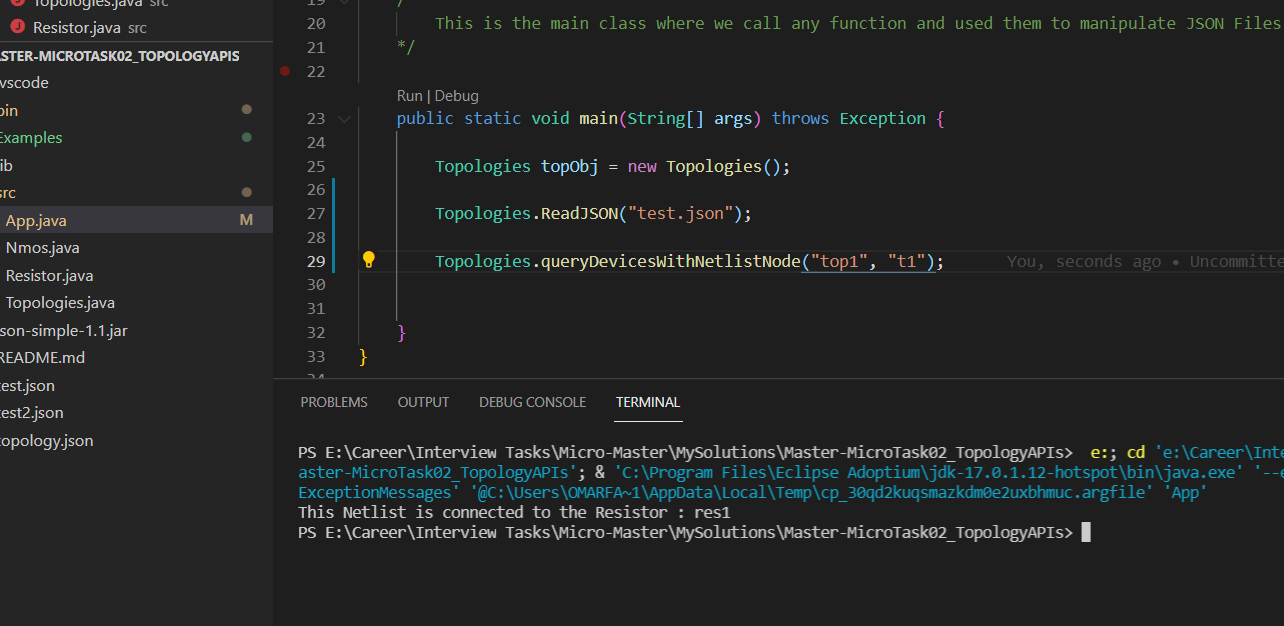 Topologies.java src
Resistor.java src
ASTER-MICROTASK02_TOPOLOGYAPIS
vscode
bin
Examples
ib
src
App.java M
Nmos.java
Resistor.java
Topologies.java
son-simple-1.1.jar
README.md
est.json
est2.json
opology.json
19 /
20 This is the main class where we call any function and used them to manipulate JSON Files
21 */
22
Run | Debug
23 public static void main(String[] args) throws Exception {
24
25 Topologies topObj = new Topologies();
26
27 Topologies.ReadJSON("test.json");
28
29 Topologies.queryDevicesWithNetlistNode("top1", "t1"); You, seconds ago • Uncommitte
30
31
32 }
33 }
34
PROBLEMS OUTPUT DEBUG CONSOLE TERMINAL
PS E:\Career\Interview Tasks\Micro-Master\MySolutions\Master-MicroTask02_TopologyAPIs> e:; cd 'e:\Career\Inte
aster-MicroTask02_TopologyAPIs'; & 'C:\Program Files\Eclipse Adoptium\jdk-17.0.1.12-hotspot\bin\java.exe' '--e
ExceptionMessages' '@C:\Users\OMARFA~1\AppData\Local\Temp\cp_30qd2kuqsmazkdm0e2uxbhmuc.argfile' 'App'
This Netlist is connected to the Resistor : res1
PS E:\Career\Interview Tasks\Micro-Master\MySolutions\Master-MicroTask02_TopologyAPIs>